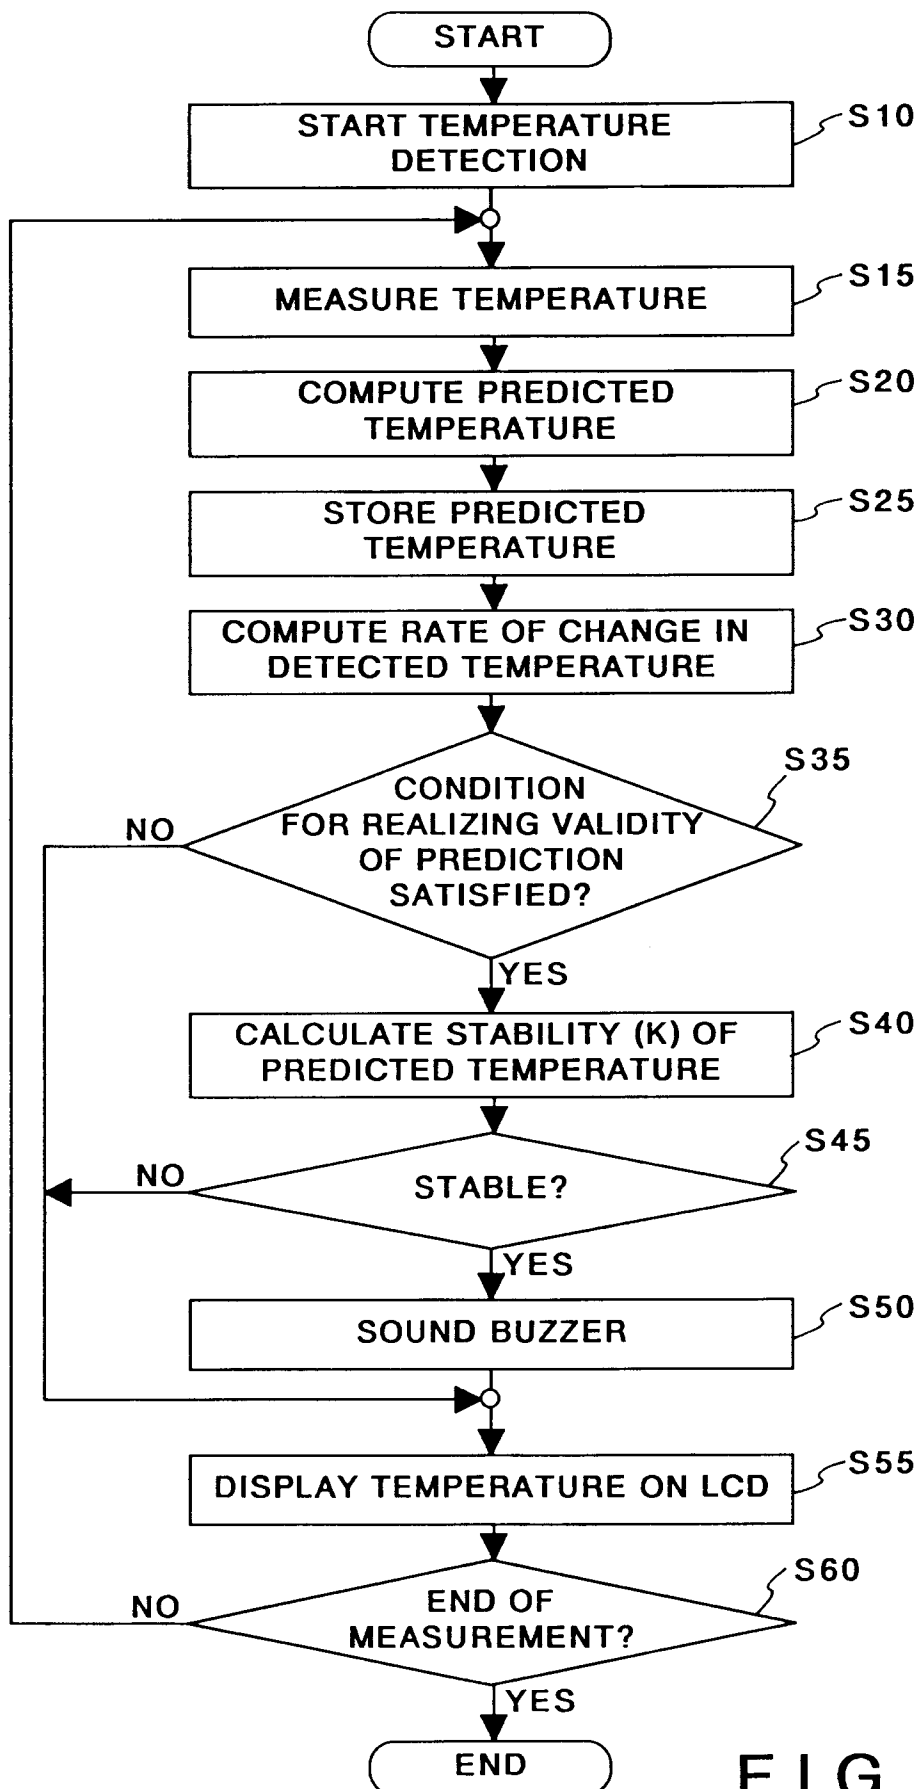 START
START TEMPERATURE
DETECTION
S10
MEASURE TEMPERATURE
S15
COMPUTE PREDICTED
TEMPERATURE
S20
STORE PREDICTED
TEMPERATURE
S25
COMPUTE RATE OF CHANGE IN
DETECTED TEMPERATURE
S30
CONDITION
FOR REALIZING VALIDITY
OF PREDICTION
SATISFIED?
S35
NO
YES
CALCULATE STABILITY (K) OF
PREDICTED TEMPERATURE
S40
STABLE?
S45
NO
YES
SOUND BUZZER
S50
DISPLAY TEMPERATURE ON LCD
S55
END OF
MEASUREMENT?
S60
NO
YES
END
FIG